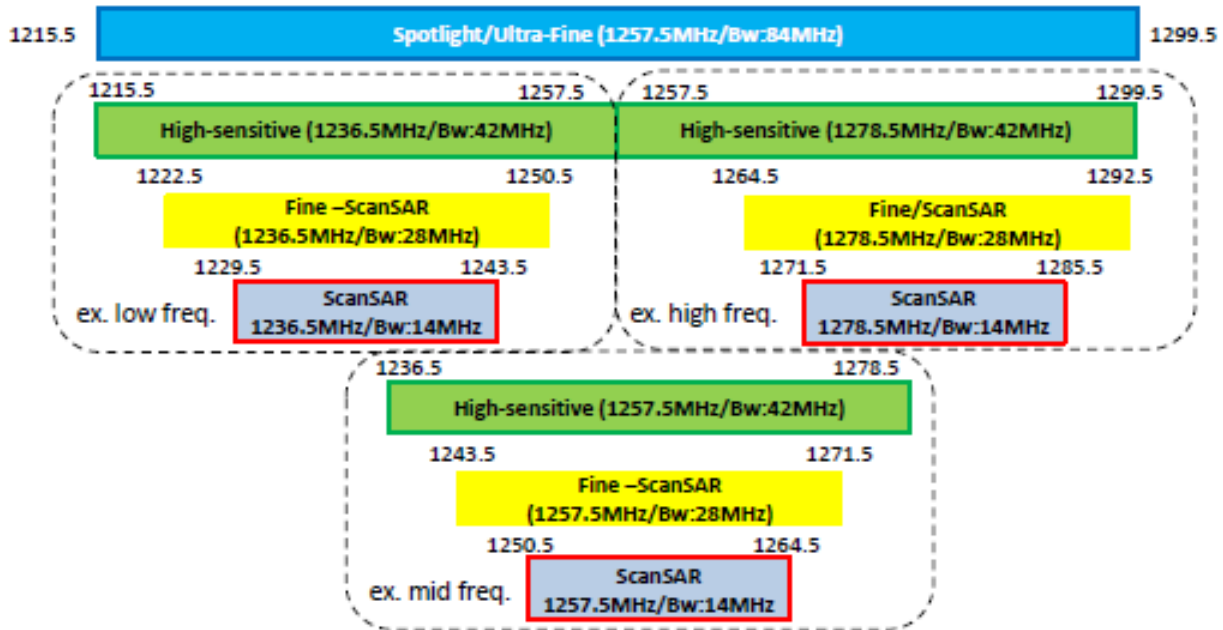 1215.5 Spotlight/Ultra-Fine (1257.5MHz/Bw:84MHz) 1299.5
1215.5 1257.5 1257.5 1299.5
High-sensitive (1236.5MHz/Bw:42MHz) High-sensitive (1278.5MHz/Bw:42MHz)
1222.5 1250.5 1264.5 1292.5
Fine –ScanSAR Fine/ScanSAR
(1236.5MHz/Bw:28MHz) (1278.5MHz/Bw:28MHz)
1229.5 1243.5 1271.5 1285.5
ex. low freq. ScanSAR ex. high freq. ScanSAR
1236.5MHz/Bw:14MHz 1278.5MHz/Bw:14MHz
1236.5 1278.5
High-sensitive (1257.5MHz/Bw:42MHz)
1243.5 1271.5
Fine –ScanSAR
(1257.5MHz/Bw:28MHz)
1250.5 1264.5
ex. mid freq. ScanSAR
1257.5MHz/Bw:14MHz